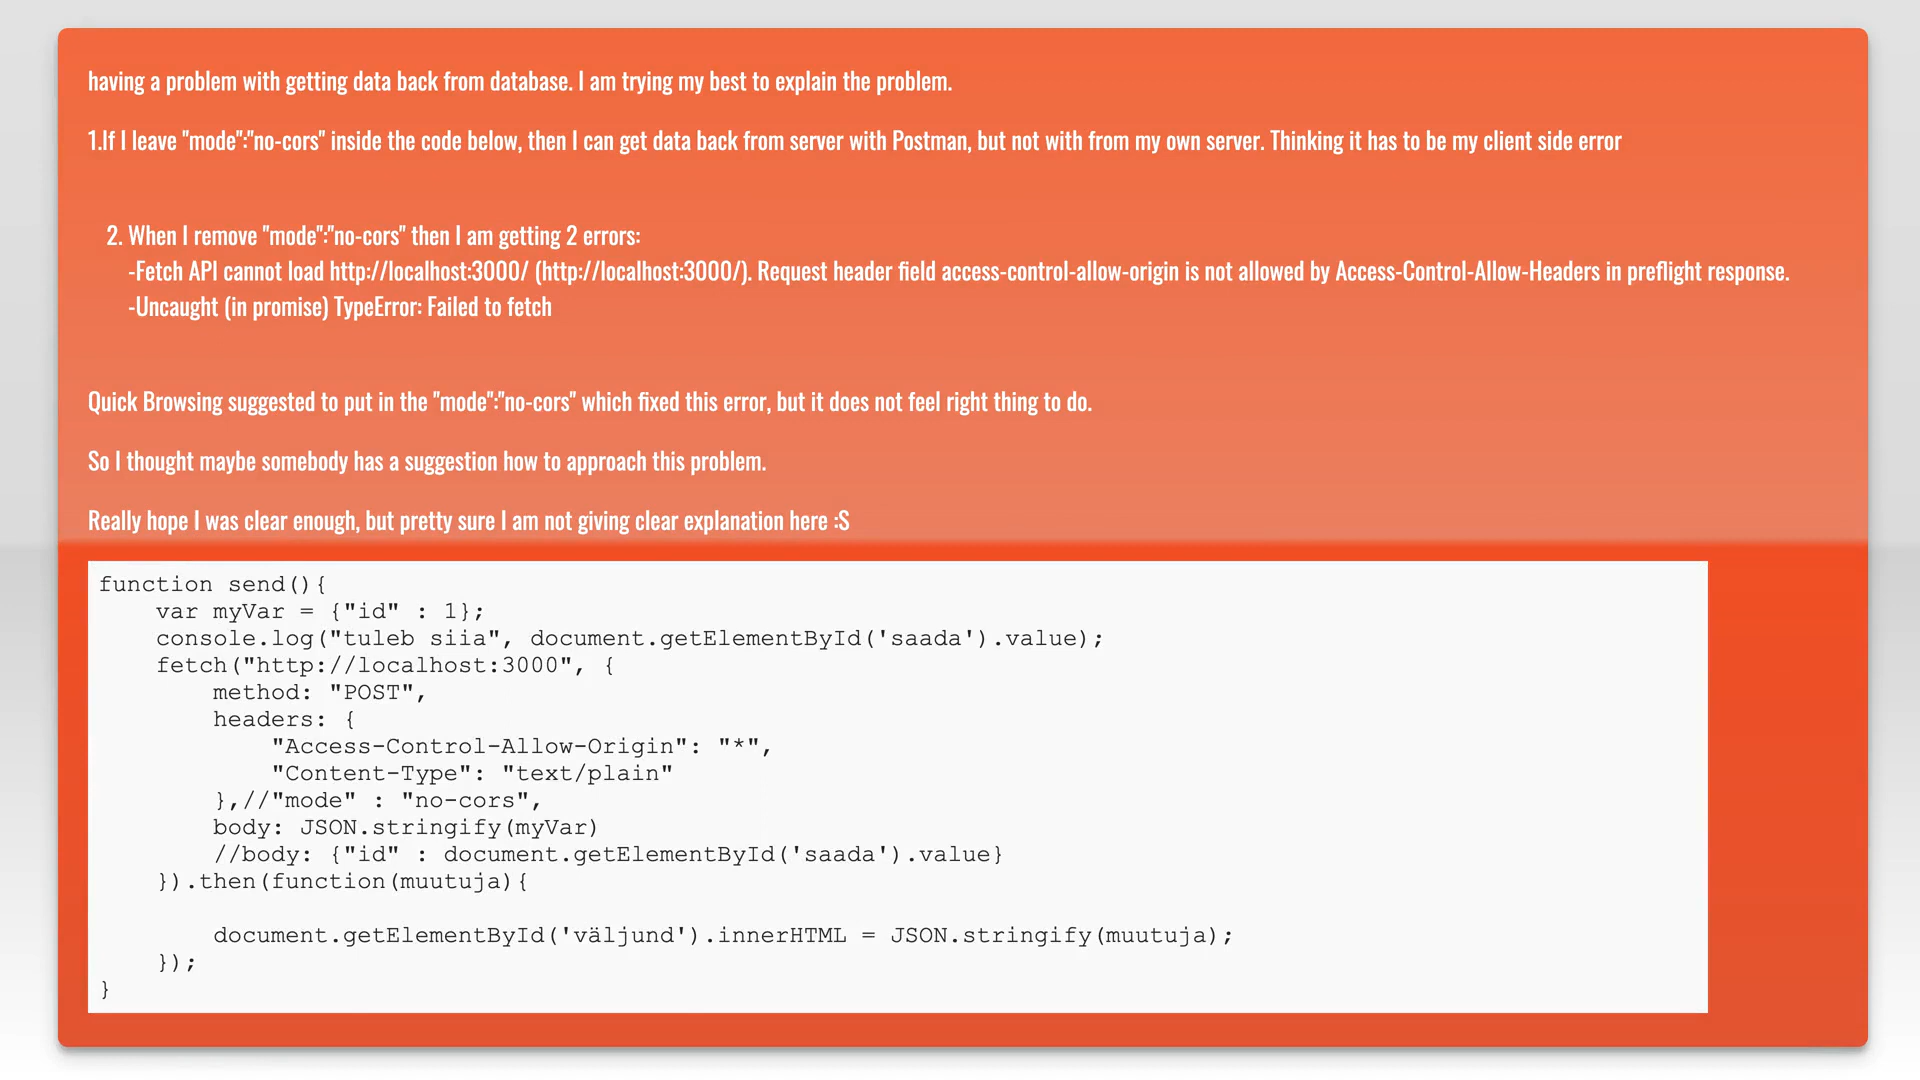 having a problem with getting data back from database. I am trying my best to explain the problem.
1.If I leave "mode":"no-cors" inside the code below, then I can get data back from server with Postman, but not with from my own server. Thinking it has to be my client side error
2. When I remove "mode":"no-cors" then I am getting 2 errors:
-Fetch API cannot load http://localhost:3000/ (http://localhost:3000/). Request header field access-control-allow-origin is not allowed by Access-Control-Allow-Headers in preflight response.
-Uncaught (in promise) TypeError: Failed to fetch
Quick Browsing suggested to put in the "mode":"no-cors" which fixed this error, but it does not feel right thing to do.
So I thought maybe somebody has a suggestion how to approach this problem.
Really hope I was clear enough, but pretty sure I am not giving clear explanation here :S
function send(){
    var myVar = {"id" : 1};
    console.log("tuleb siia", document.getElementById('saada').value);
    fetch("http://localhost:3000", {
        method: "POST",
        headers: {
            "Access-Control-Allow-Origin": "*",
            "Content-Type": "text/plain"
        },//"mode" : "no-cors",
        body: JSON.stringify(myVar)
        //body: {"id" : document.getElementById('saada').value}
    }).then(function(muutuja){
        document.getElementById('väljund').innerHTML = JSON.stringify(muutuja);
    });
}